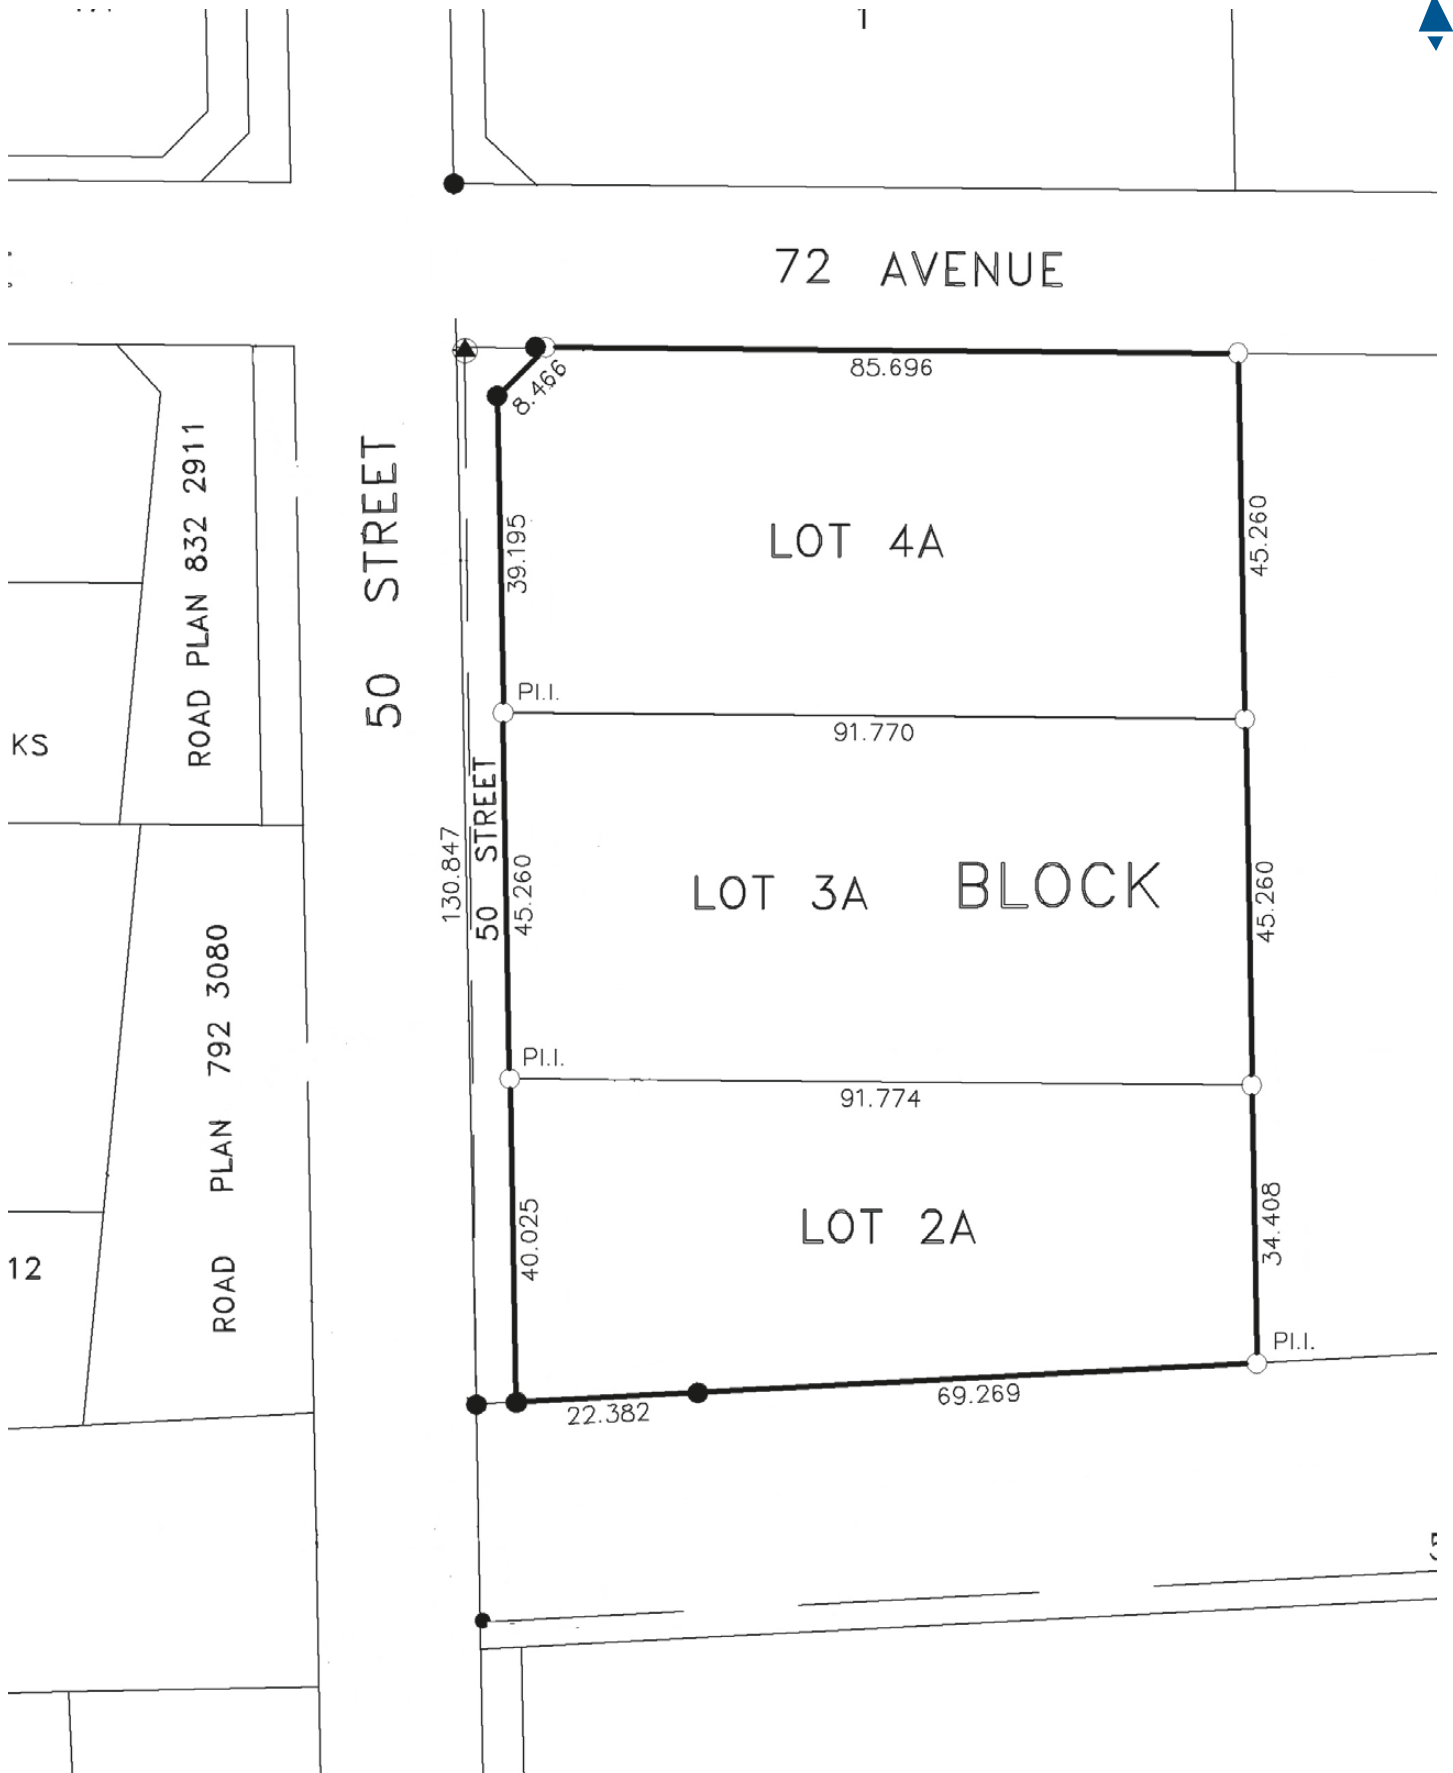 1
72 AVENUE
85.696
8.466
ROAD PLAN 832 2911
50 STREET
39.195
LOT 4A
45.260
PI.I.
91.770
KS
50 STREET
130.847
45.260
LOT 3A
BLOCK
45.260
PI.I.
91.774
ROAD PLAN 792 3080
40.025
LOT 2A
34.408
12
PI.I.
69.269
22.382